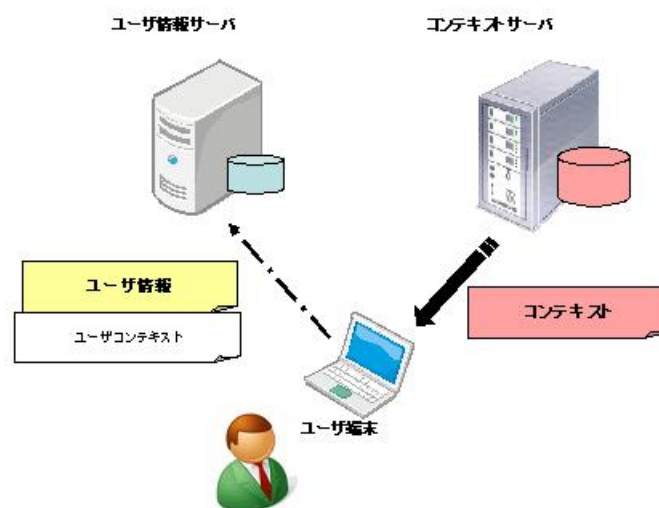 ユーザ情報サーバ
コンテキストサーバ
ユーザ情報
ユーザコンテキスト
コンテキスト
ユーザ端末